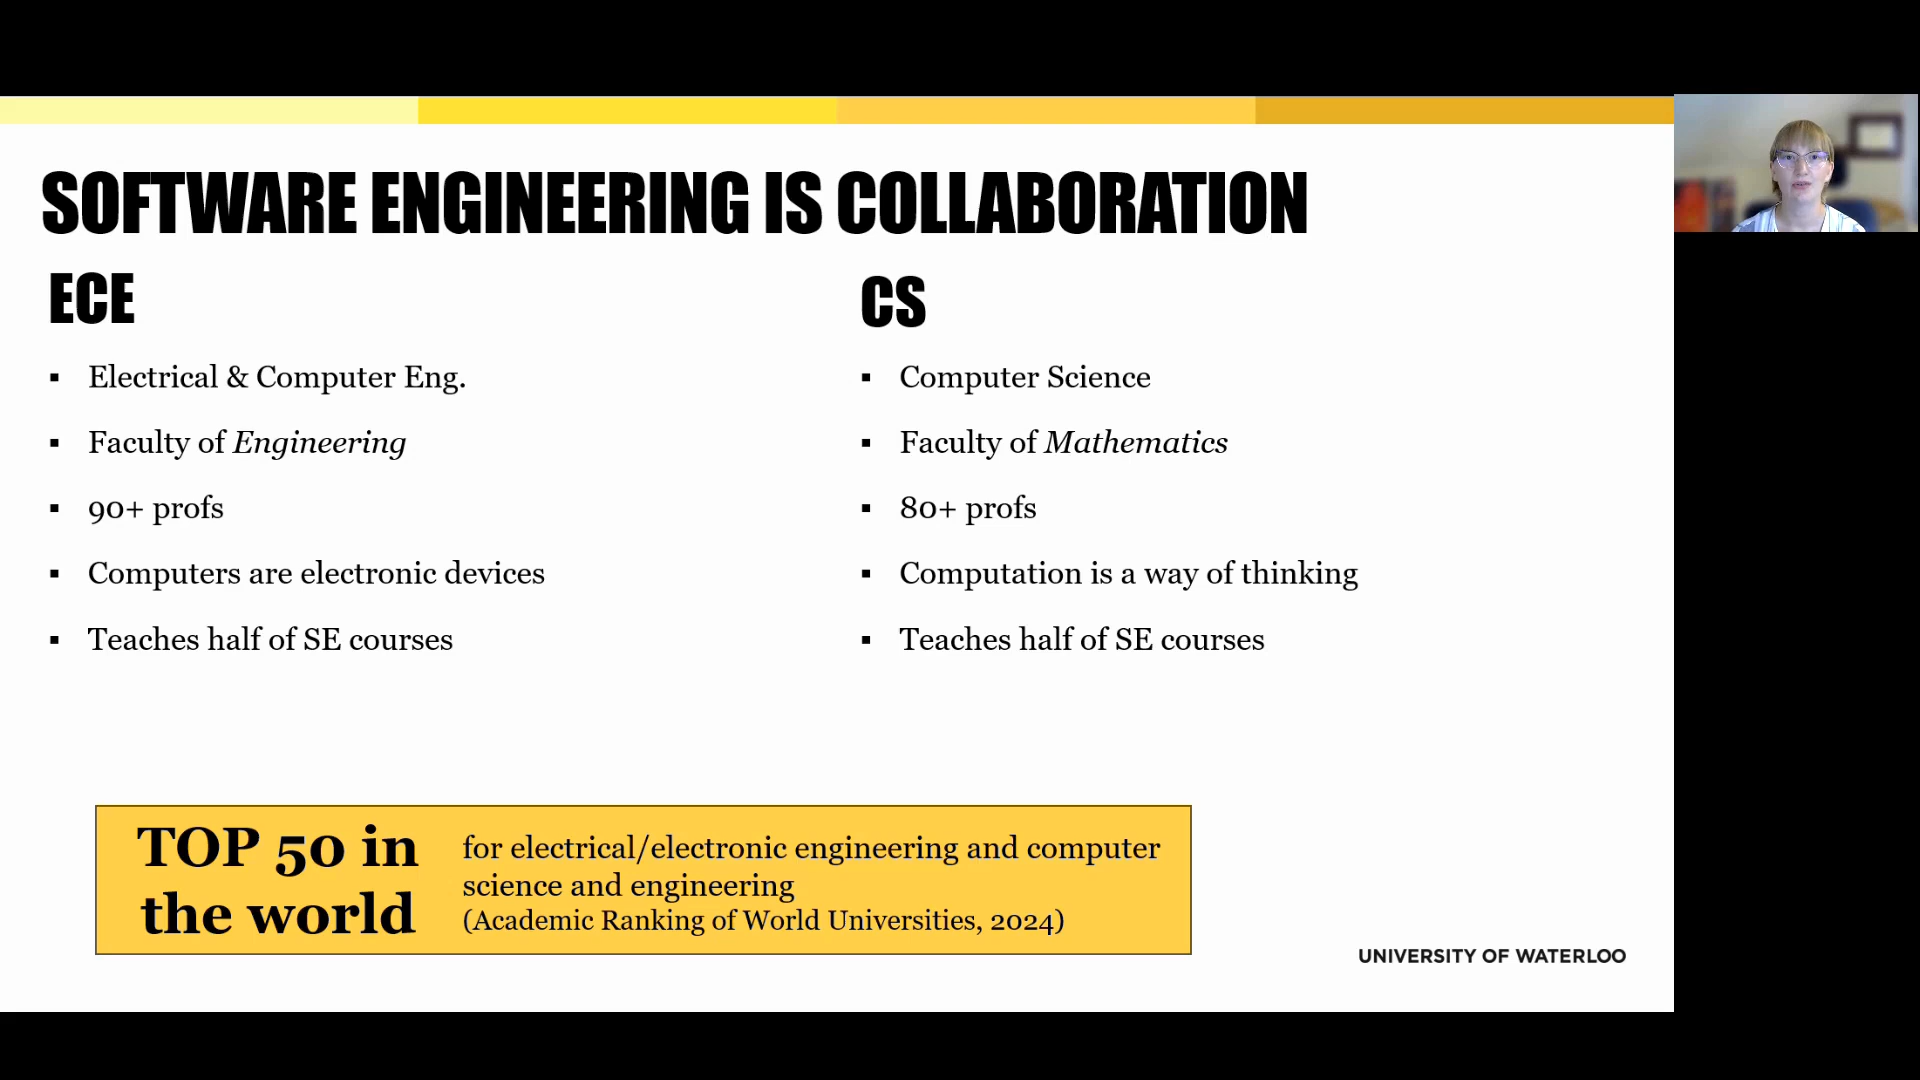 SOFTWARE ENGINEERING IS COLLABORATION
ECE
▪ Electrical & Computer Eng.
▪ Faculty of Engineering
▪ 90+ profs
▪ Computers are electronic devices
▪ Teaches half of SE courses
CS
▪ Computer Science
▪ Faculty of Mathematics
▪ 80+ profs
▪ Computation is a way of thinking
▪ Teaches half of SE courses
TOP 50 in
the world
for electrical/electronic engineering and computer
science and engineering
(Academic Ranking of World Universities, 2024)
UNIVERSITY OF WATERLOO